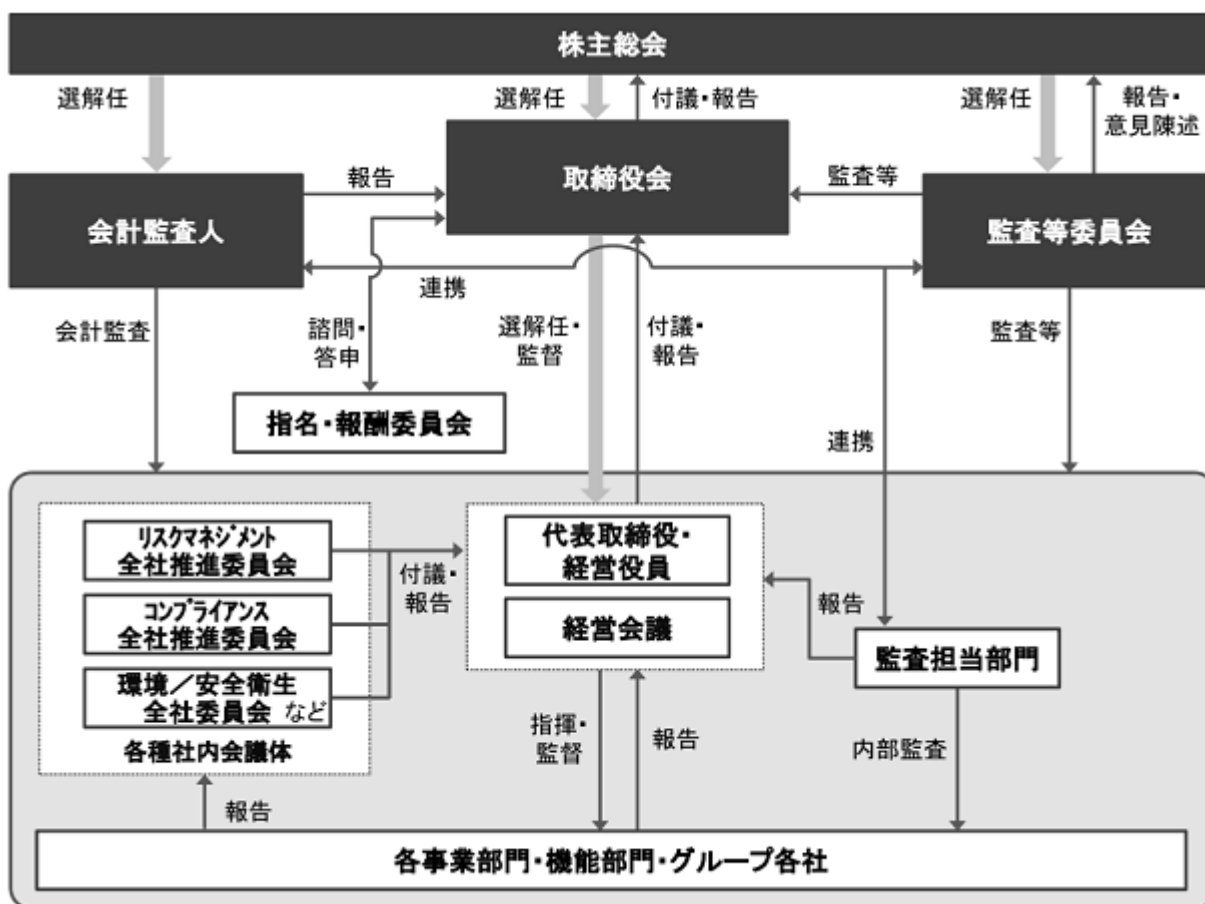 株主総会
選解任
選解任
付議・報告
選解任
報告・
意見陳述
会計監査人
報告
取締役会
監査等
監査等委員会
連携
会計監査
諮問・
答申
選解任・
監督
付議・
報告
監査等
指名・報酬委員会
連携
リスクマネジメント
全社推進委員会
コンプライアンス
全社推進委員会
環境／安全衛生
全社委員会 など
各種社内会議体
付議・
報告
代表取締役・
経営役員
経営会議
報告
監査担当部門
指揮・
監督
報告
内部監査
報告
各事業部門・機能部門・グループ各社